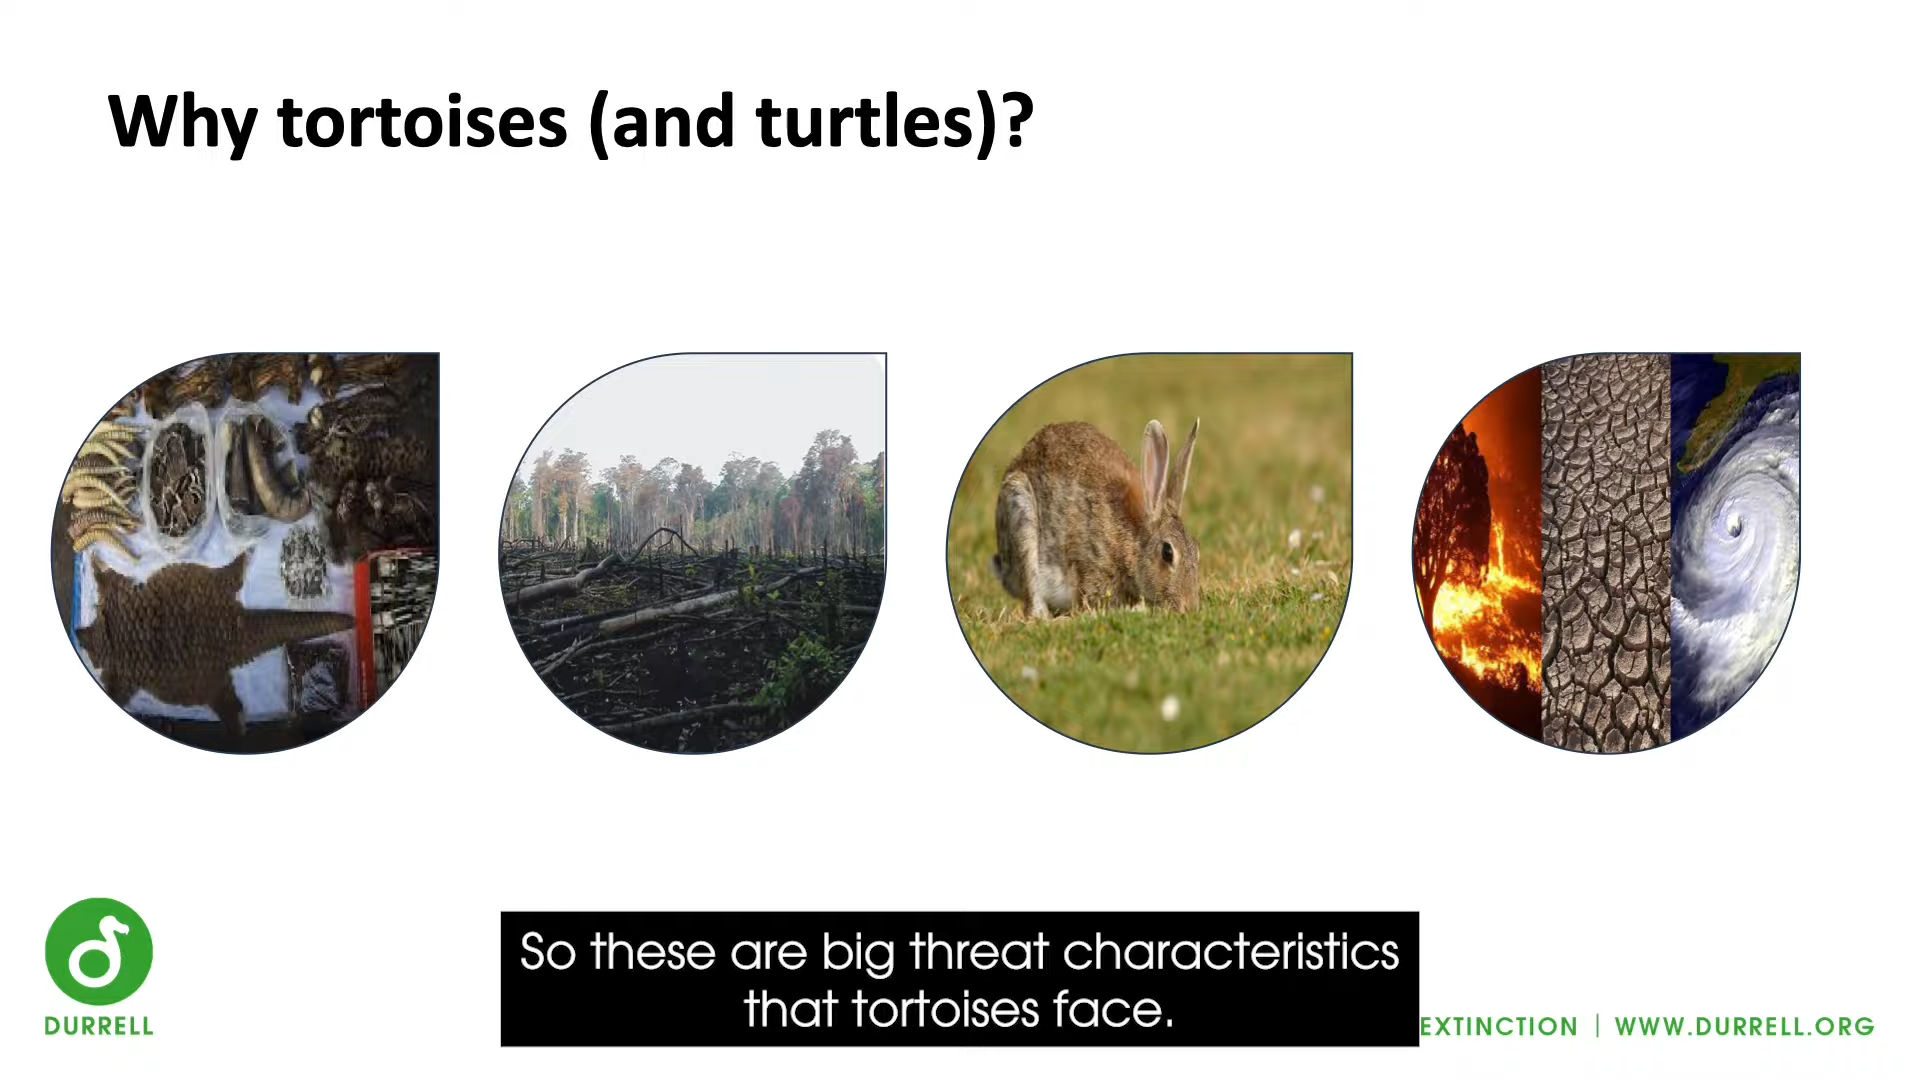 Why tortoises (and turtles)?
So these are big threat characteristics
that tortoises face.
DURRELL
EXTINCTION | WWW.DURRELL.ORG